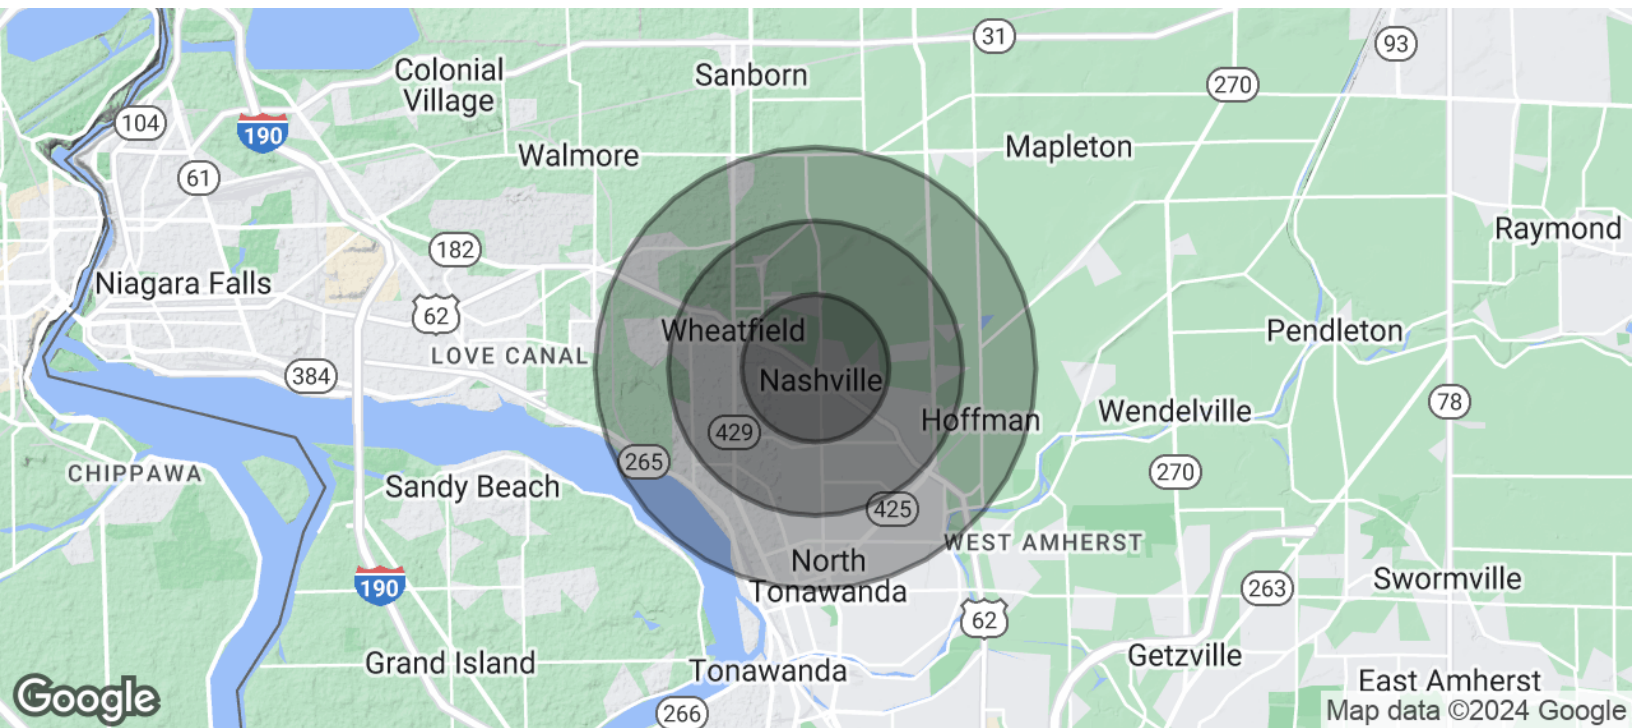 31
93
Colonial
Village
Sanborn
270
104
190
Walmore
Mapleton
61
182
Raymond
Niagara Falls
62
Wheatfield
Pendleton
LOVE CANAL
384
Nashville
78
Hoffman
Wendelville
429
265
CHIPPAWA
270
Sandy Beach
425
WEST AMHERST
North
Tonawanda
190
263
Swormville
62
Grand Island
Tonawanda
Getzville
East Amherst
Google
266
Map data ©2024 Google